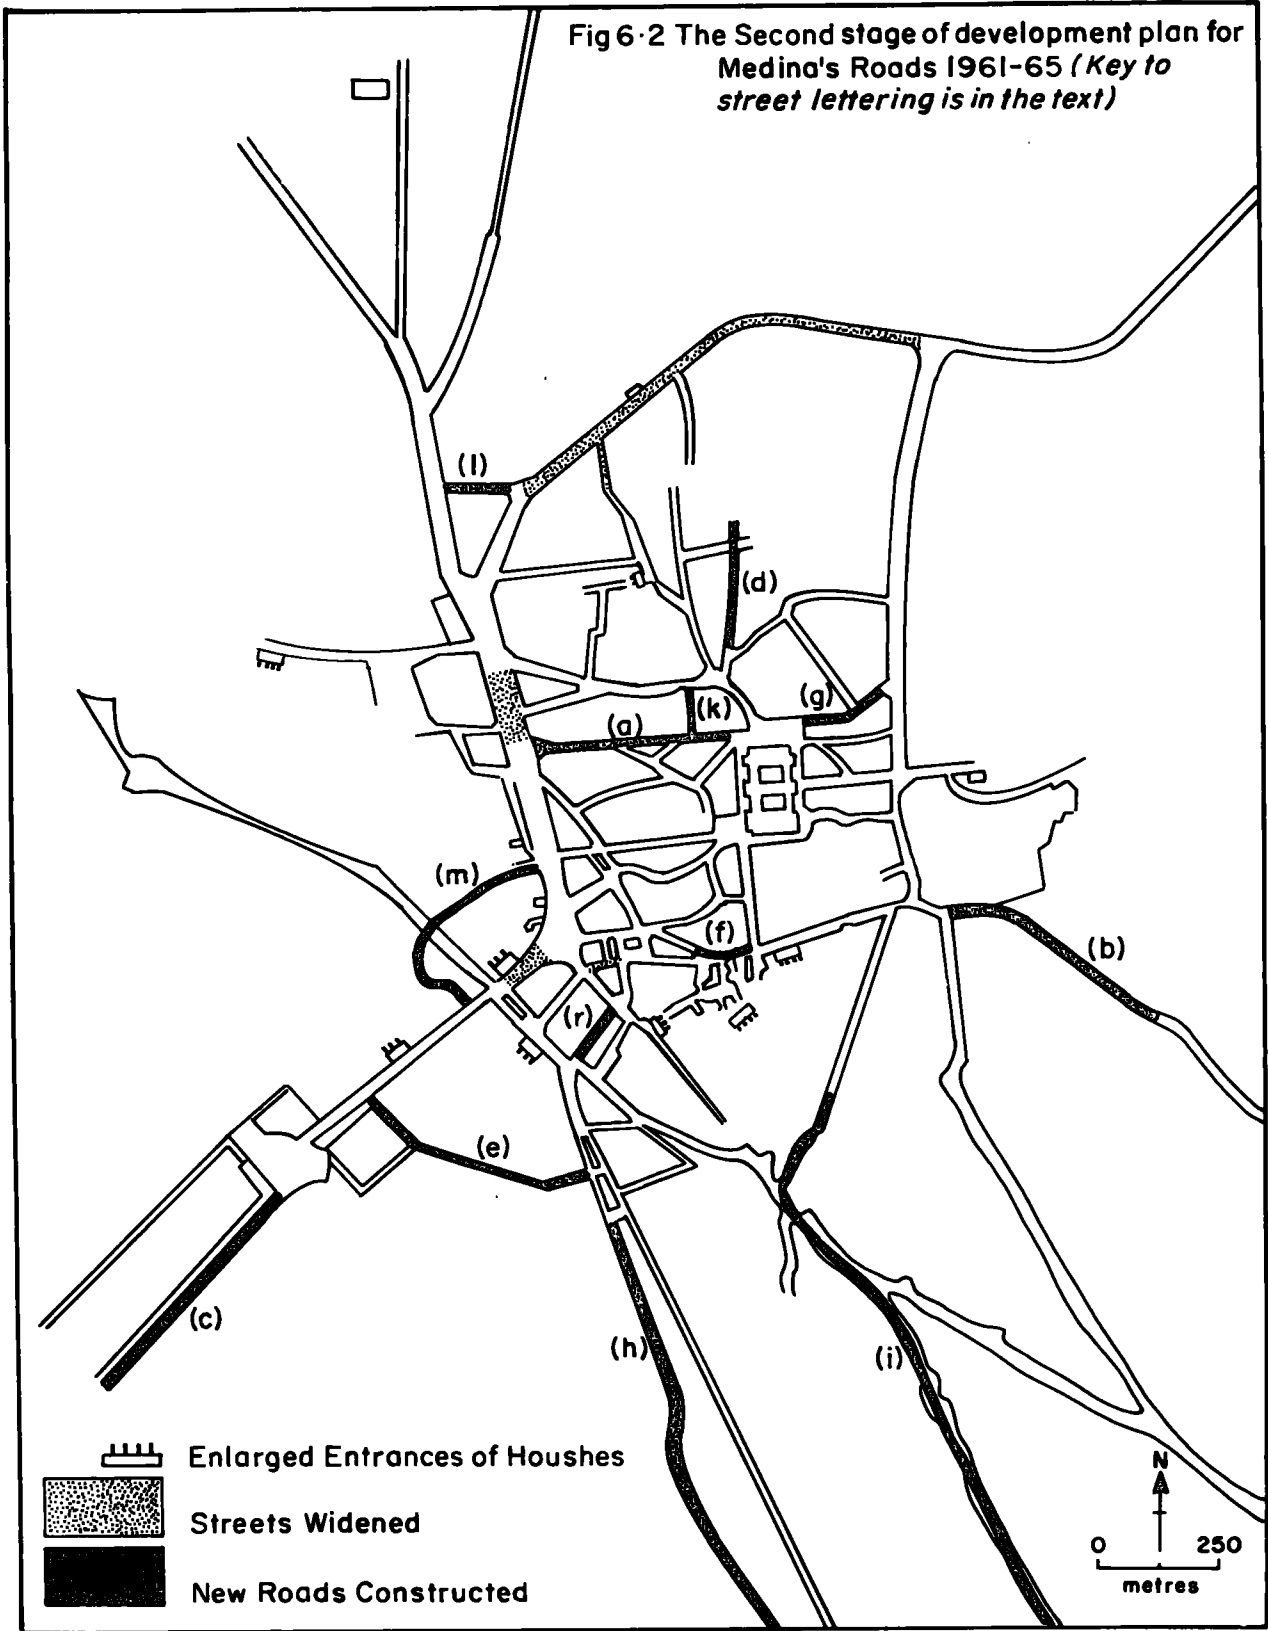 Fig 6·2 The Second stage of development plan for
Medina's Roads 1961-65 (Key to
street lettering is in the text)
(l)
(d)
(g)
(k)
(a)
(m)
(f)
(b)
(r)
(e)
(c)
(h)
(i)
Enlarged Entrances of Houshes
Streets Widened
New Roads Constructed
N
0 250
metres